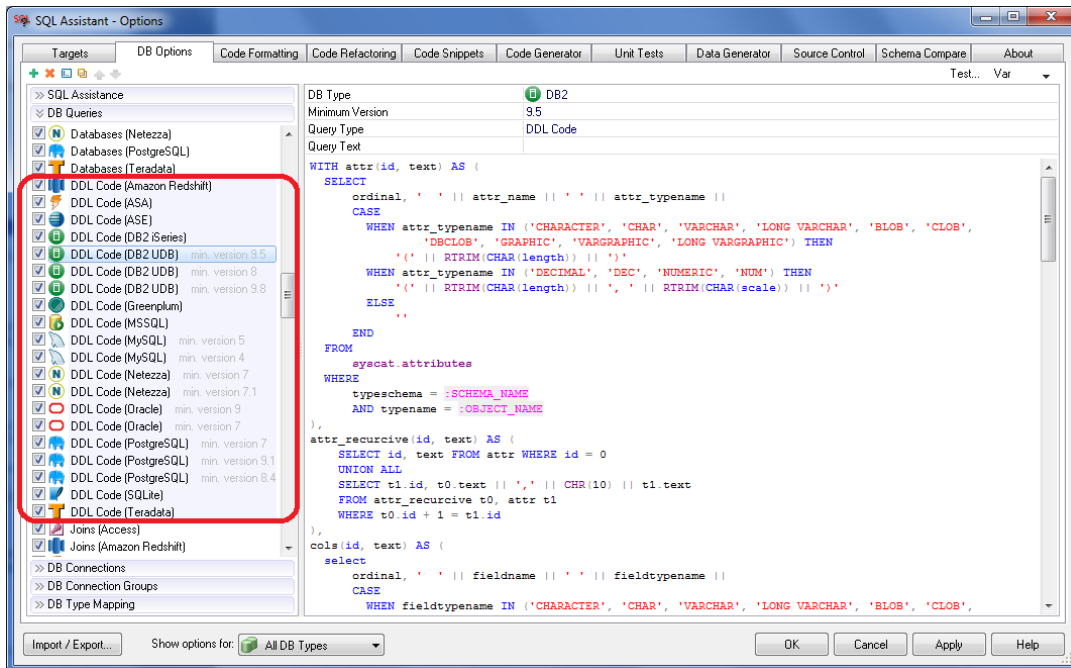 SQL Assistant - Options
Targets DB Options Code Formatting Code Refactoring Code Snippets Code Generator Unit Tests Data Generator Source Control Schema Compare About
Test... Var
SQL Assistance
DB Queries
Databases (Netezza)
Databases (PostgreSQL)
Databases (Teradata)
DDL Code (Amazon Redshift)
DDL Code (ASA)
DDL Code (ASE)
DDL Code (DB2 iSeries)
DDL Code (DB2 UDB) min. version 9.5
DDL Code (DB2 UDB) min. version 8
DDL Code (DB2 UDB) min. version 9.8
DDL Code (Greenplum)
DDL Code (MSSQL)
DDL Code (MySQL) min. version 5
DDL Code (MySQL) min. version 4
DDL Code (Netezza) min. version 7
DDL Code (Netezza) min. version 7.1
DDL Code (Oracle) min. version 9
DDL Code (Oracle) min. version 7
DDL Code (PostgreSQL) min. version 7
DDL Code (PostgreSQL) min. version 9.1
DDL Code (PostgreSQL) min. version 8.4
DDL Code (SQLite)
DDL Code (Teradata)
Joins (Access)
Joins (Amazon Redshift)
DB Connections
DB Connection Groups
DB Type Mapping
DB Type DB2
Minimum Version 9.5
Query Type DDL Code
Query Text
WITH attr(id, text) AS (
SELECT
ordinal, '  ' || attr_name || ' ' || attr_typename ||
CASE
WHEN attr_typename IN ('CHARACTER', 'CHAR', 'VARCHAR', 'LONG VARCHAR', 'BLOB', 'CLOB',
'DBCLOB', 'GRAPHIC', 'VARGRAPHIC', 'LONG VARGRAPHIC') THEN
'(' || RTRIM(CHAR(length)) || ')'
WHEN attr_typename IN ('DECIMAL', 'DEC', 'NUMERIC', 'NUM') THEN
'(' || RTRIM(CHAR(length)) || ', ' || RTRIM(CHAR(scale)) || ')'
ELSE
''
END
FROM
syscat.attributes
WHERE
typeschema = :SCHEMA_NAME
AND typename = :OBJECT_NAME
),
attr_recurcive(id, text) AS (
SELECT id, text FROM attr WHERE id = 0
UNION ALL
SELECT t1.id, t0.text || ',' || CHR(10) || t1.text
FROM attr_recurcive t0, attr t1
WHERE t0.id + 1 = t1.id
),
cols(id, text) AS (
select
ordinal, '  ' || fieldname || ' ' || fieldtypename ||
CASE
WHEN fieldtypename IN ('CHARACTER', 'CHAR', 'VARCHAR', 'LONG VARCHAR', 'BLOB', 'CLOB',
Import / Export... Show options for: All DB Types OK Cancel Apply Help